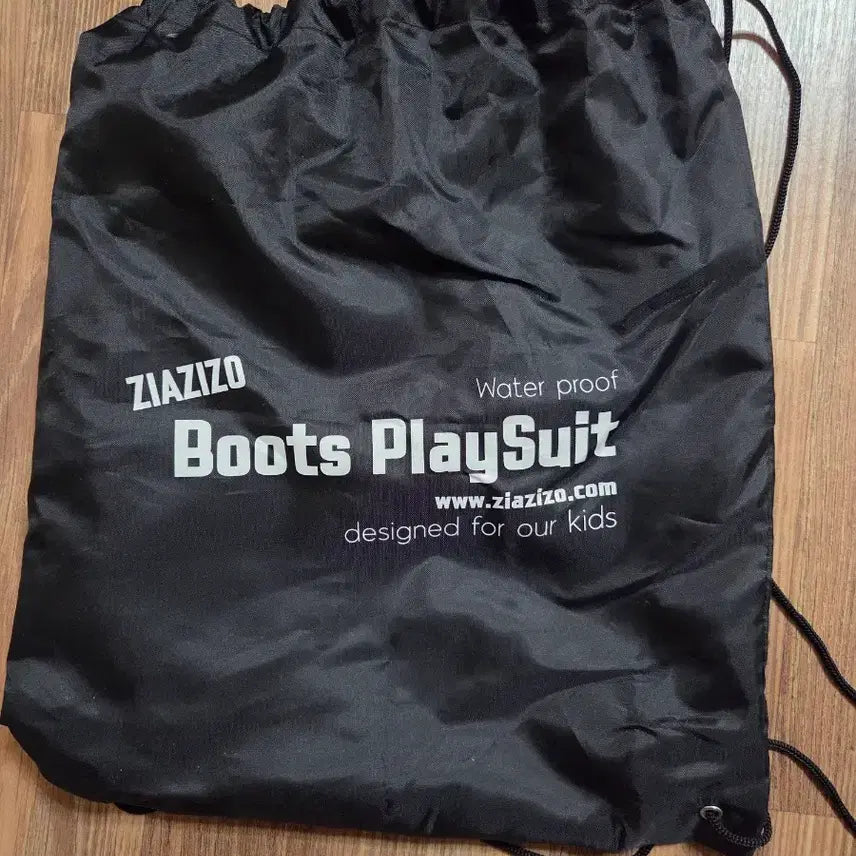 ZIAZIZO
Water proof
Boots PlaySuit
www.ziazizo.com
designed for our kids